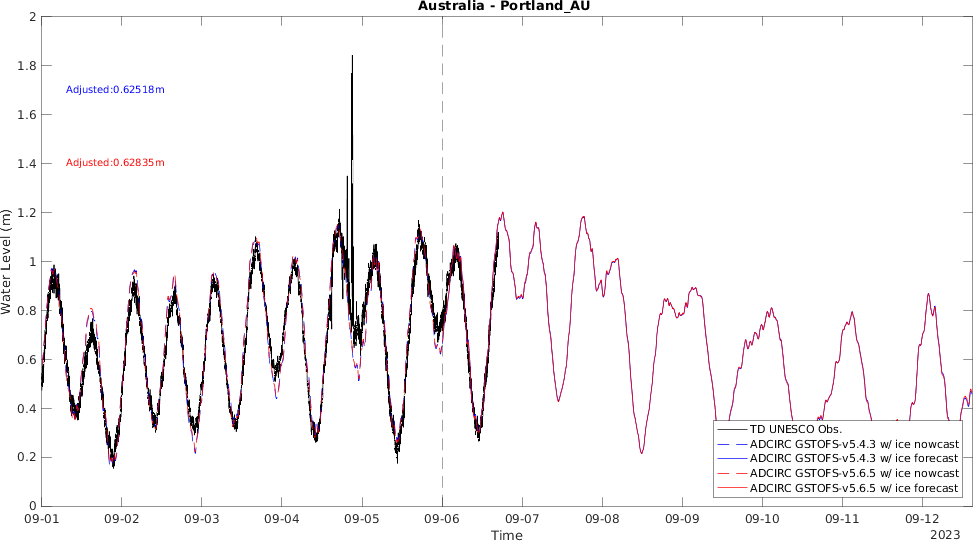 Australia - Portland_AU
2
1.8
1.6
1.4
1.2
1
0.8
0.6
0.4
0.2
0
Water Level (m)
Adjusted:0.62518m
Adjusted:0.62835m
TD UNESCO Obs.
ADCIRC GSTOFS-v5.4.3 w/ ice nowcast
ADCIRC GSTOFS-v5.4.3 w/ ice forecast
ADCIRC GSTOFS-v5.6.5 w/ ice nowcast
ADCIRC GSTOFS-v5.6.5 w/ ice forecast
09-01 09-02 09-03 09-04 09-05 09-06 09-07 09-08 09-09 09-10 09-11 09-12
Time
2023